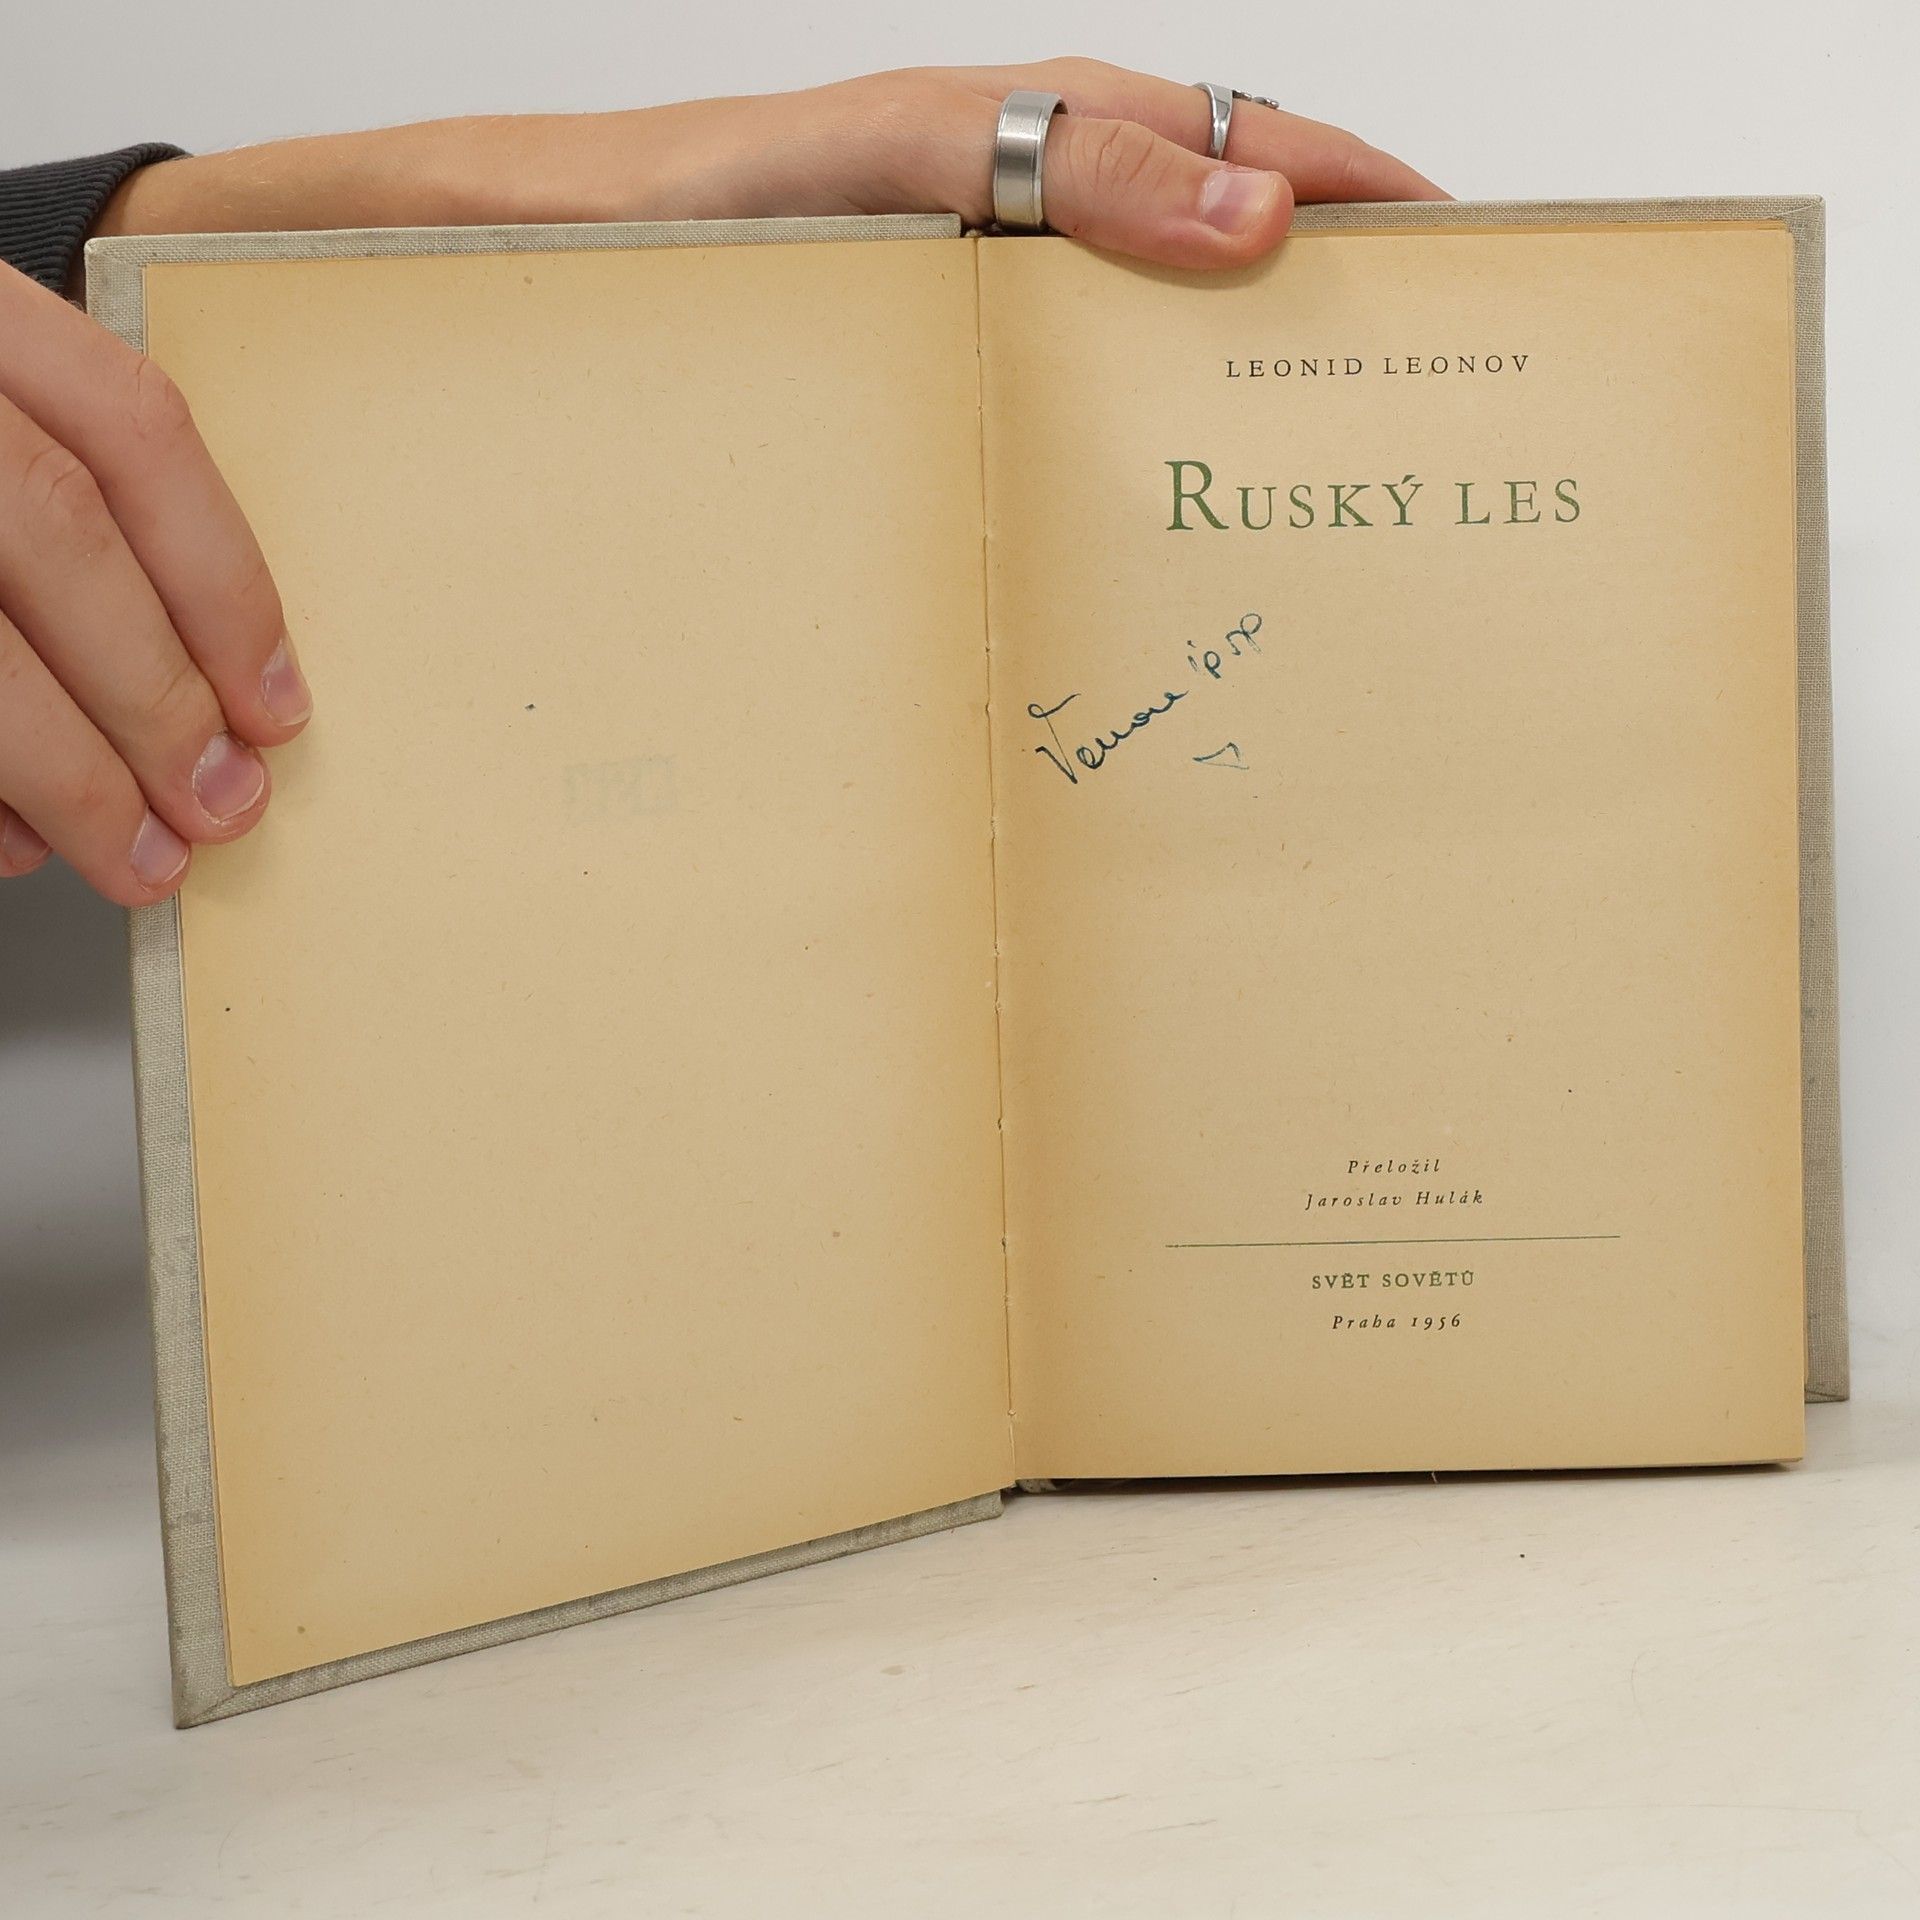 LEONID LEONOV
RUSKÝ LES
Přeložil
Jaroslav Hulák
SVĚT SOVĚTŮ
Praha 1956